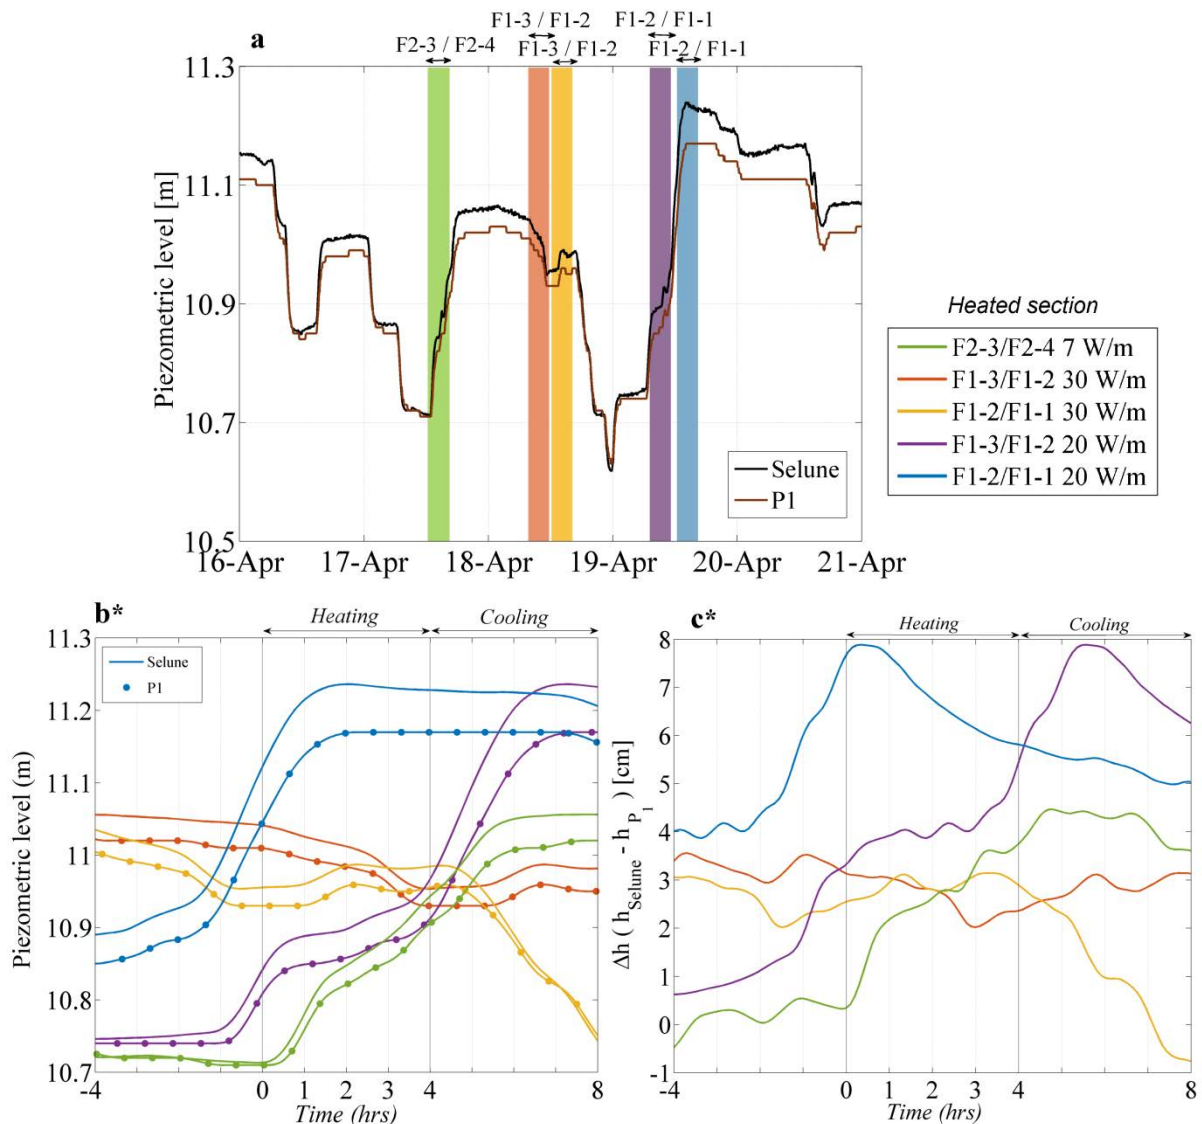 a
F2-3 / F2-4
F1-3 / F1-2
F1-3 / F1-2
F1-2 / F1-1
F1-2 / F1-1
Piezometric level [m]
11.3
11.1
10.9
10.7
10.5
16-Apr
17-Apr
18-Apr
19-Apr
20-Apr
21-Apr
Selune
P1
Heated section
F2-3/F2-4 7 W/m
F1-3/F1-2 30 W/m
F1-2/F1-1 30 W/m
F1-3/F1-2 20 W/m
F1-2/F1-1 20 W/m
b*
Heating
Cooling
Selune
P1
Piezometric level (m)
11.3
11.2
11.1
11
10.9
10.8
10.7
-4
0
1
2
4
8
Time (hrs)
c*
Heating
Cooling
Δh ( h_Selune - h_P1 ) [cm]
8
7
6
5
4
3
2
1
0
-1
-4
0
1
2
4
8
Time (hrs)